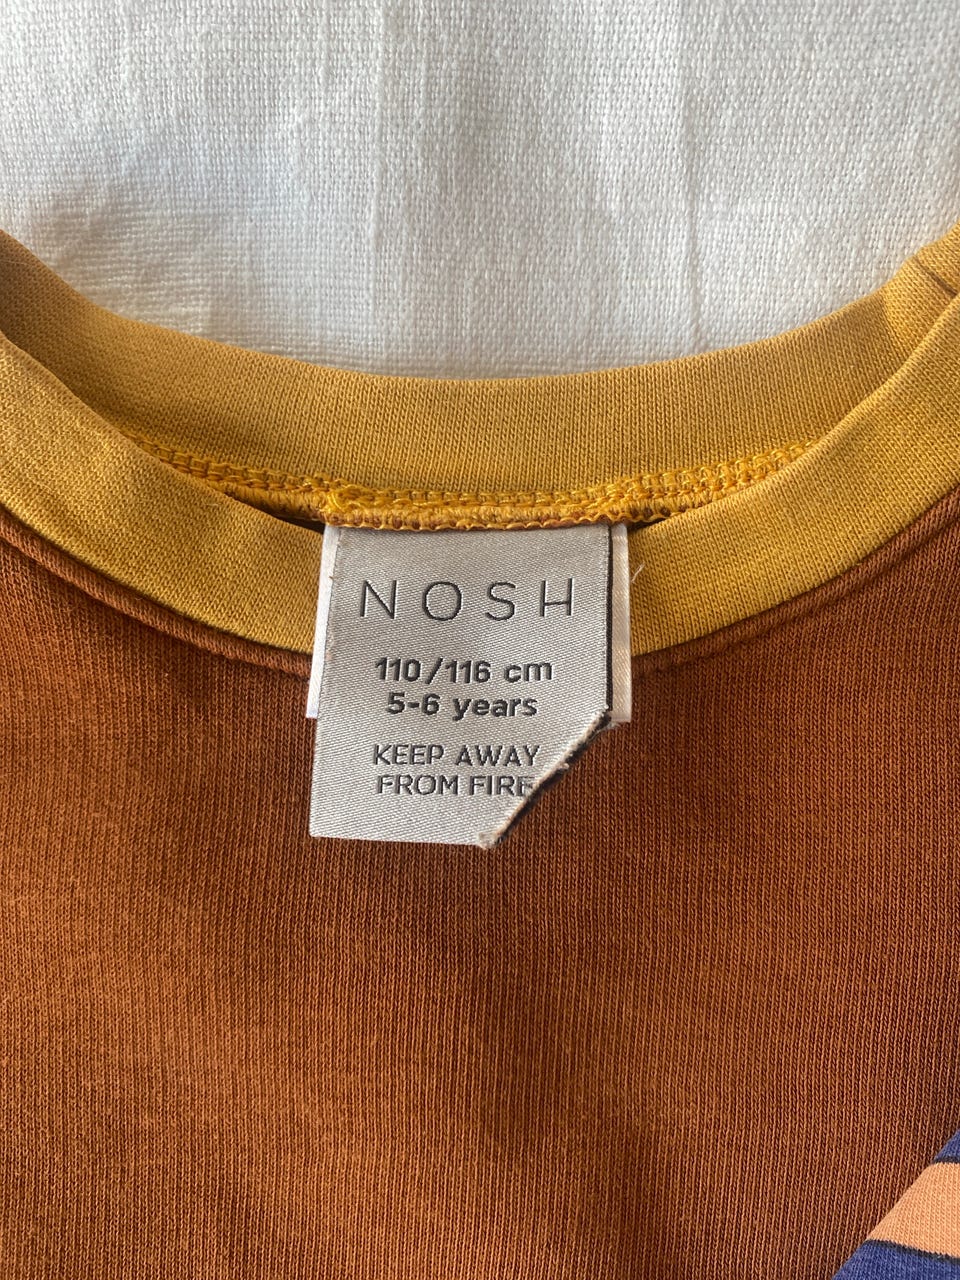 NOSH
110/116 cm
5-6 years
KEEP AWAY
FROM FIRE